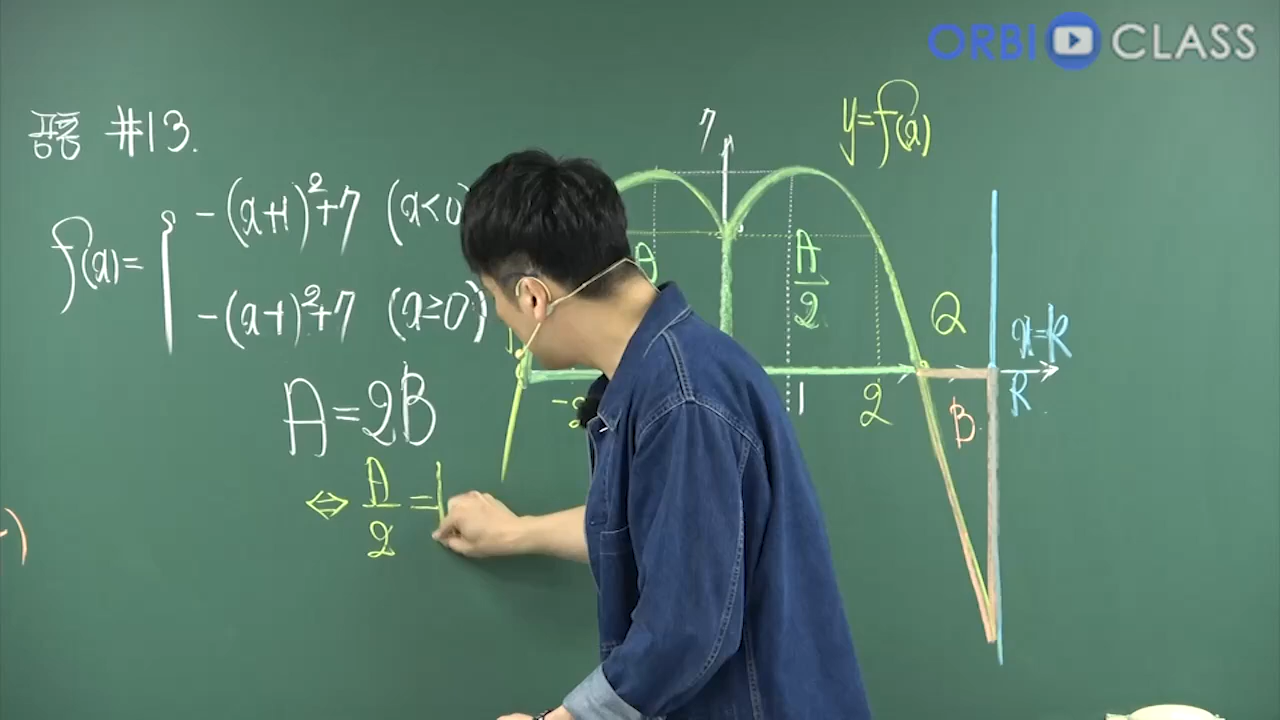 ORBI CLASS
공통 #13.
f(x)=
-(x+1)²+7 (x<0)
-(x-1)²+7 (x≥0)
A=2B
⇔ A/2 =
7
y=f(x)
A
A/2
Q
x=k
k
B
1
2
-2